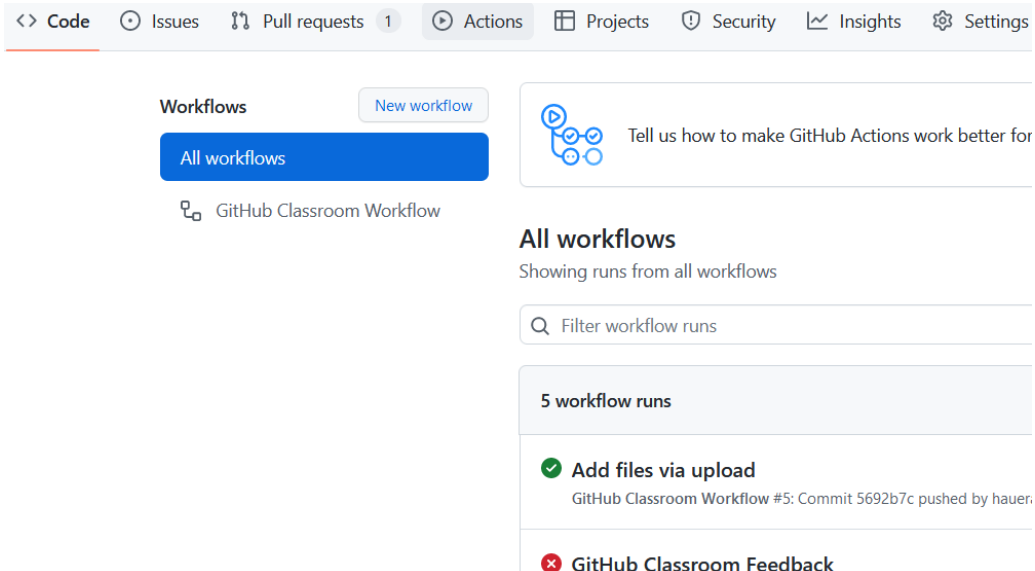 <> Code Issues Pull requests 1 Actions Projects Security Insights Settings
Workflows New workflow
All workflows
GitHub Classroom Workflow
Tell us how to make GitHub Actions work better for
All workflows
Showing runs from all workflows
Filter workflow runs
5 workflow runs
Add files via upload
GitHub Classroom Workflow #5: Commit 5692b7c pushed by hauera
GitHub Classroom Feedback